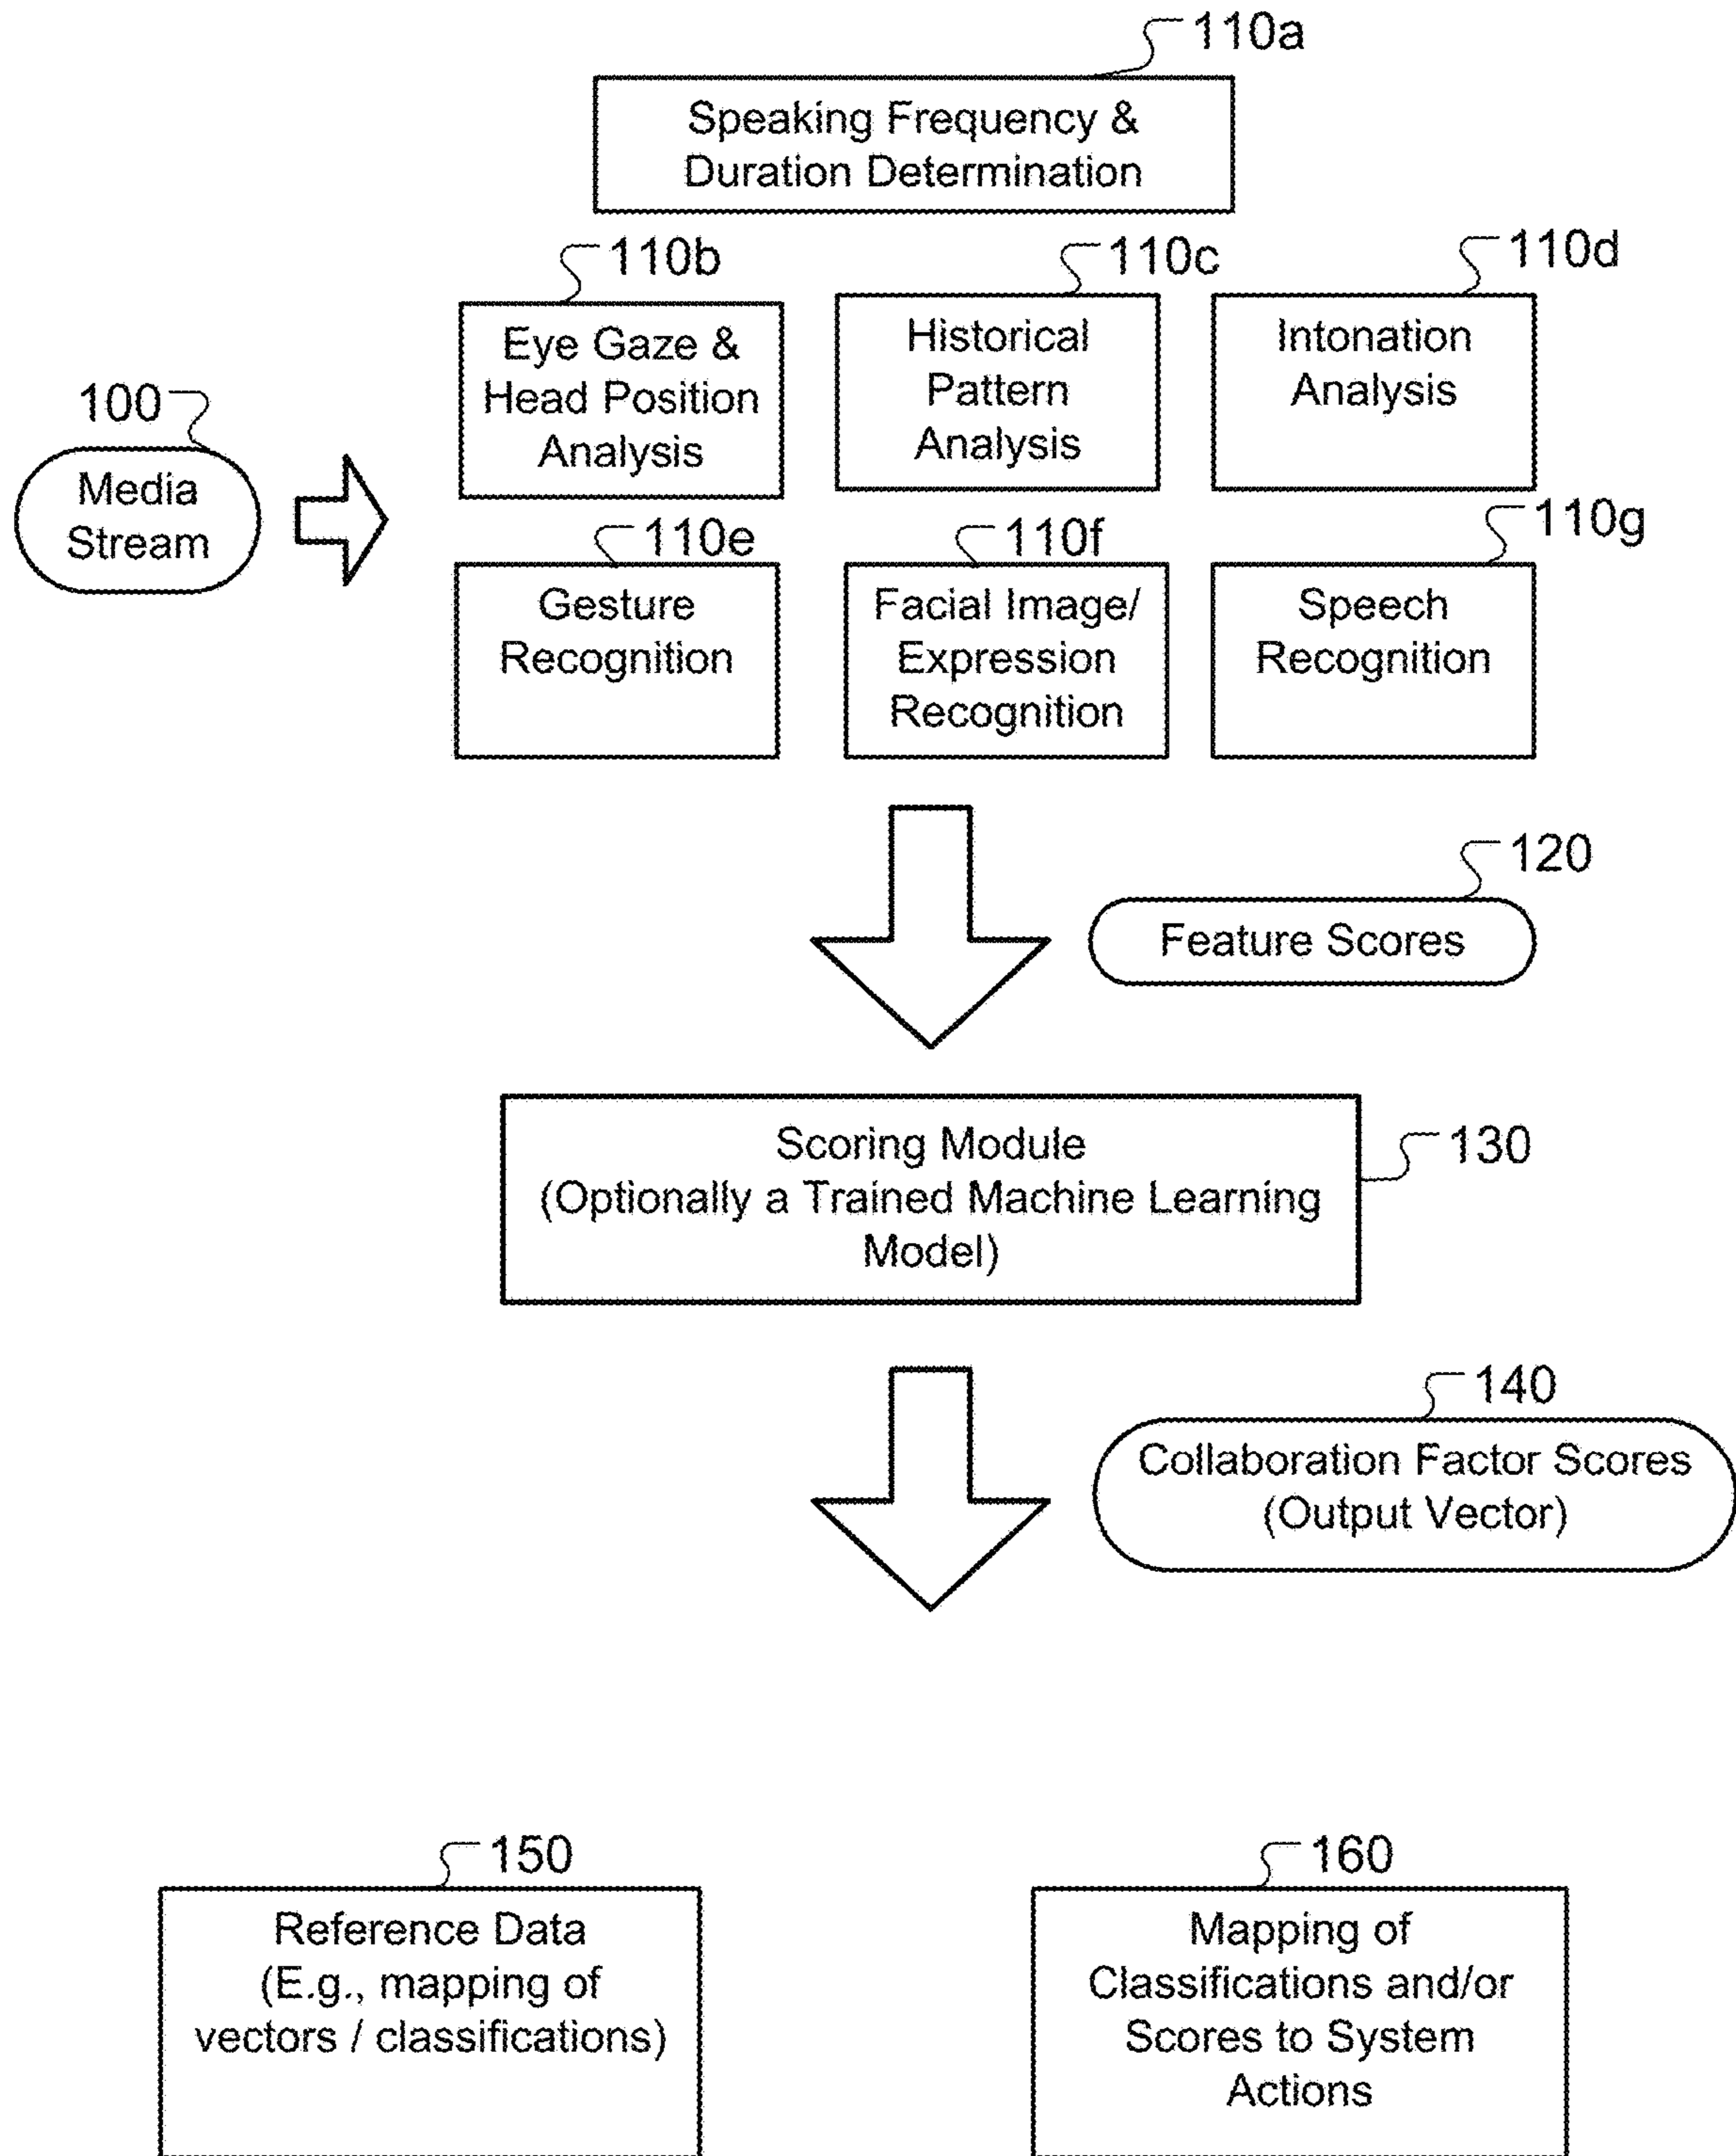 110a
Speaking Frequency &
Duration Determination
110b
Eye Gaze &
Head Position
Analysis
110c
Historical
Pattern
Analysis
110d
Intonation
Analysis
100
Media
Stream
110e
Gesture
Recognition
110f
Facial Image/
Expression
Recognition
110g
Speech
Recognition
120
Feature Scores
Scoring Module
(Optionally a Trained Machine Learning
Model)
130
140
Collaboration Factor Scores
(Output Vector)
150
Reference Data
(E.g., mapping of
vectors / classifications)
160
Mapping of
Classifications and/or
Scores to System
Actions